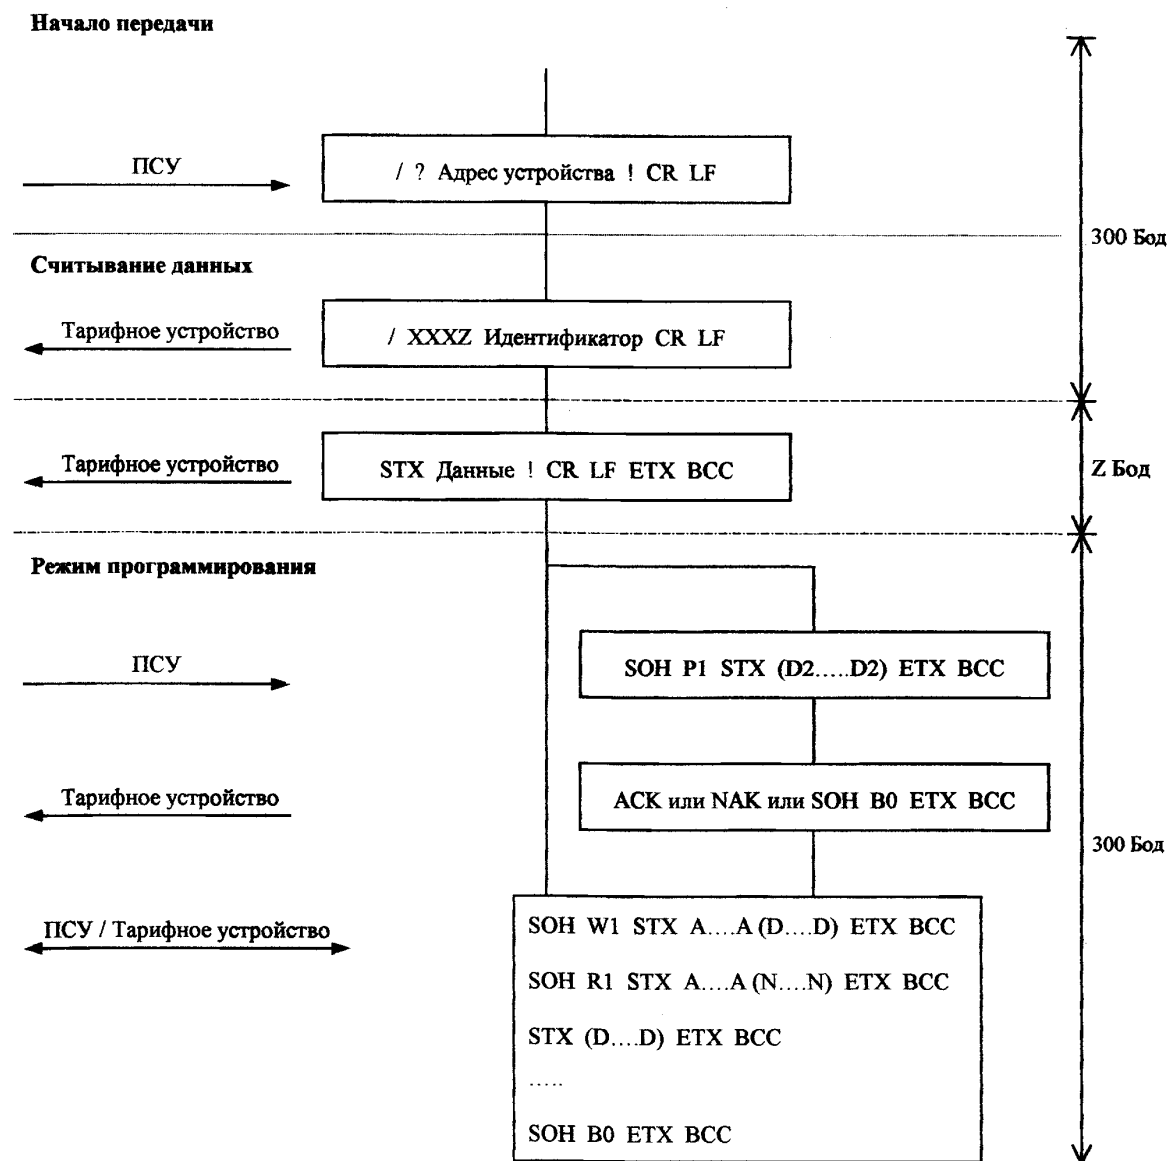 Начало передачи
ПСУ
/ ? Адрес устройства ! CR LF
300 Бод
Считывание данных
Тарифное устройство
/ XXXZ Идентификатор CR LF
Тарифное устройство
STX Данные ! CR LF ETX BCC
Z Бод
Режим программирования
ПСУ
SOH P1 STX (D2.....D2) ETX BCC
Тарифное устройство
ACK или NAK или SOH B0 ETX BCC
300 Бод
ПСУ / Тарифное устройство
SOH W1 STX A....A (D....D) ETX BCC
SOH R1 STX A....A (N....N) ETX BCC
STX (D....D) ETX BCC
.....
SOH B0 ETX BCC